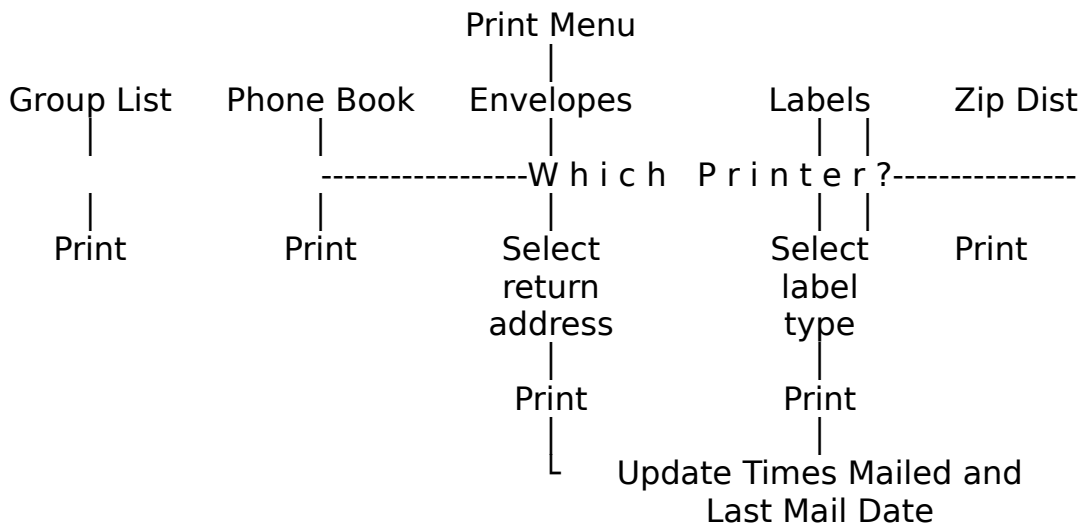 Print Menu
Group List Phone Book Envelopes Labels Zip Dist
------------------W h i c h P r i n t e r ?----------------
Print Print Select Select Print
return label
address type
Print Print
Update Times Mailed and
Last Mail Date